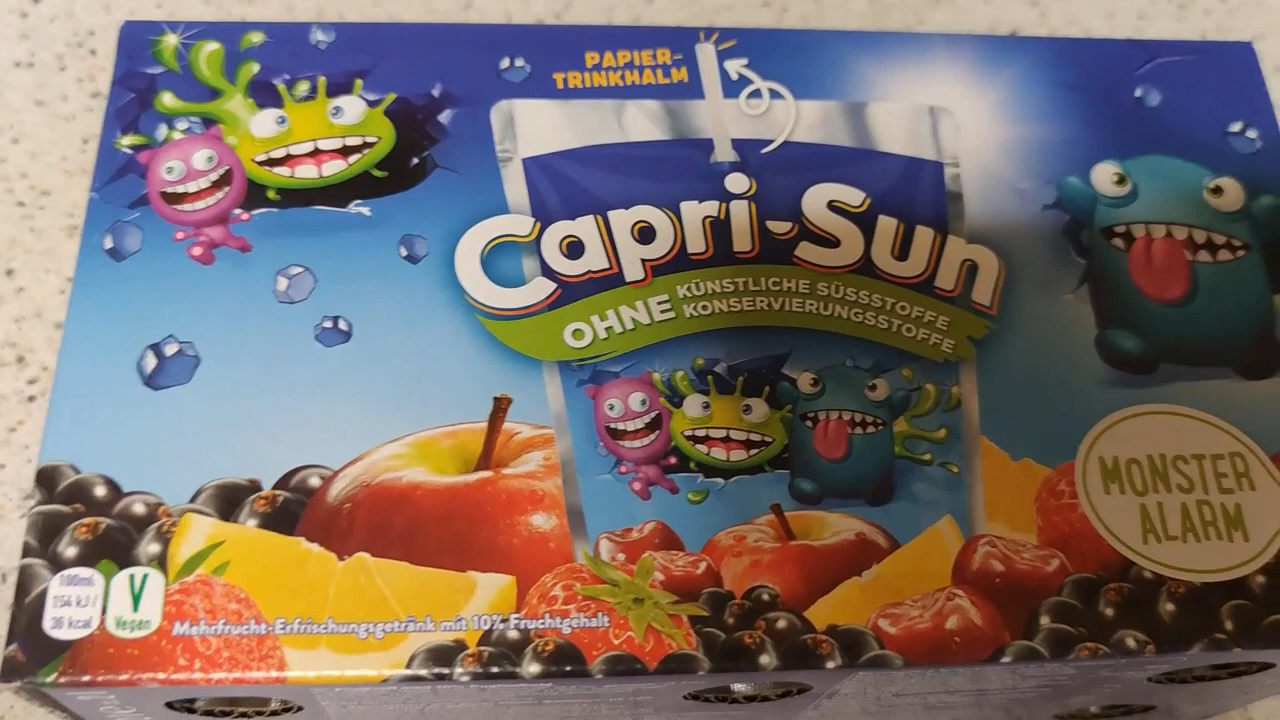 PAPIER-
TRINKHALM
Capri-Sun
OHNE KÜNSTLICHE SÜSSSTOFFE
KONSERVIERUNGSSTOFFE
MONSTER
ALARM
100ml
154 kJ/
36 kcal
V
Vegan
Mehrfrucht-Erfrischungsgetränk mit 10% Fruchtgehalt